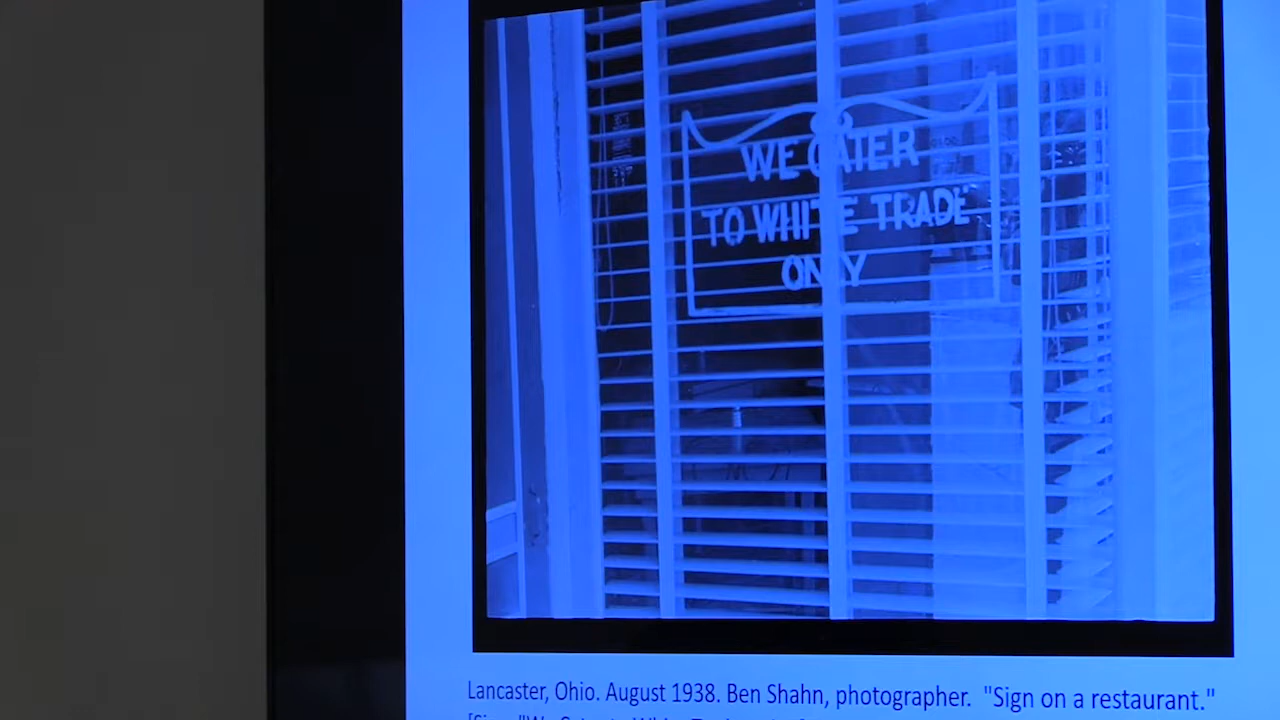 WE CATER
TO WHITE TRADE
ONLY
Lancaster, Ohio. August 1938. Ben Shahn, photographer. "Sign on a restaurant."